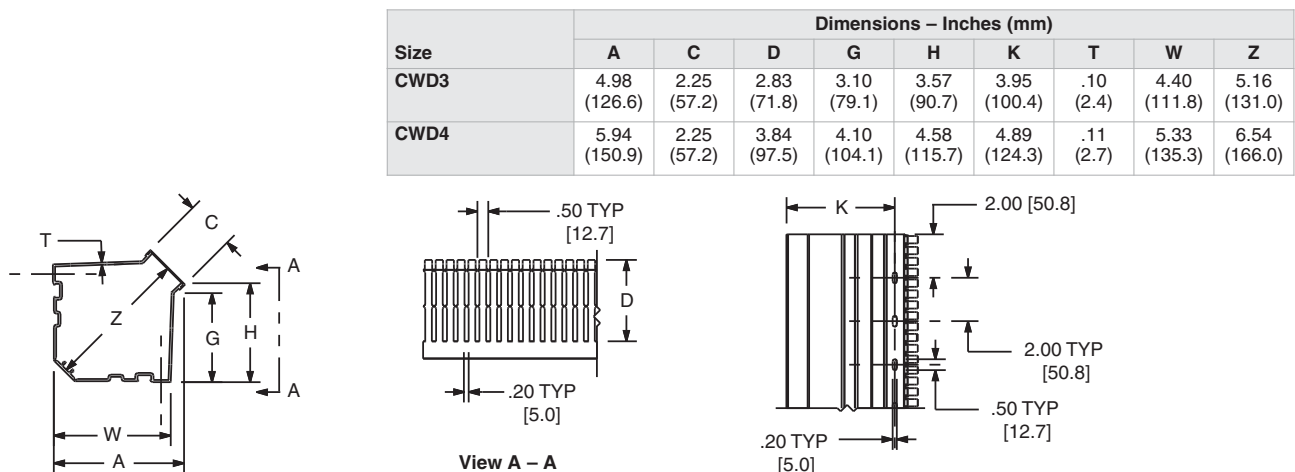 Dimensions – Inches (mm)
Size A C D G H K T W Z
CWD3 4.98 2.25 2.83 3.10 3.57 3.95 .10 4.40 5.16
(126.6) (57.2) (71.8) (79.1) (90.7) (100.4) (2.4) (111.8) (131.0)
CWD4 5.94 2.25 3.84 4.10 4.58 4.89 .11 5.33 6.54
(150.9) (57.2) (97.5) (104.1) (115.7) (124.3) (2.7) (135.3) (166.0)
T
C
A
Z
G
H
A
W
A
.50 TYP
[12.7]
D
.20 TYP
[5.0]
View A – A
K
2.00 [50.8]
2.00 TYP
[50.8]
.50 TYP
[12.7]
.20 TYP
[5.0]